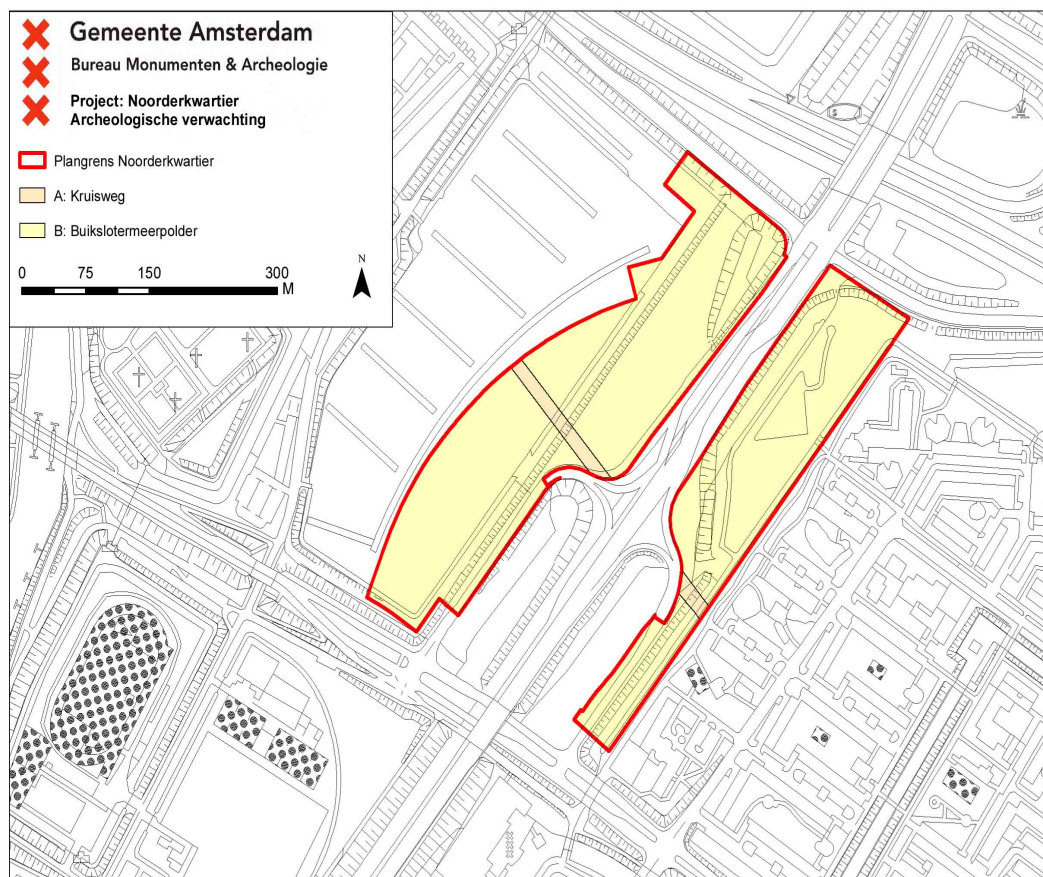 Gemeente Amsterdam
Bureau Monumenten & Archeologie
Project: Noorderkwartier
Archeologische verwachting
Plangrens Noorderkwartier
A: Kruisweg
B: Buikslotermeerpolder
0 75 150 300
M
N